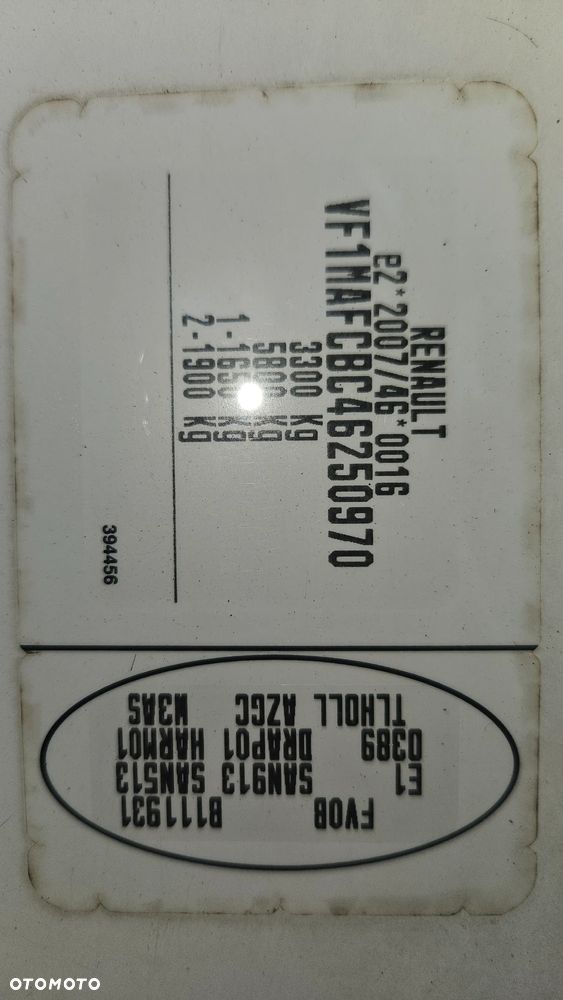 RENAULT
e2*2007//46*0016
VF1MAFCBC46250970
3300 Kg
5800 Kg
1-1650 Kg
2-1900 Kg
394456
FV0B B111931
E1 SAN913 SAN513
0389 DRAP01 HARM01
TLHOLL AZGC M3AS
OTOMOTO